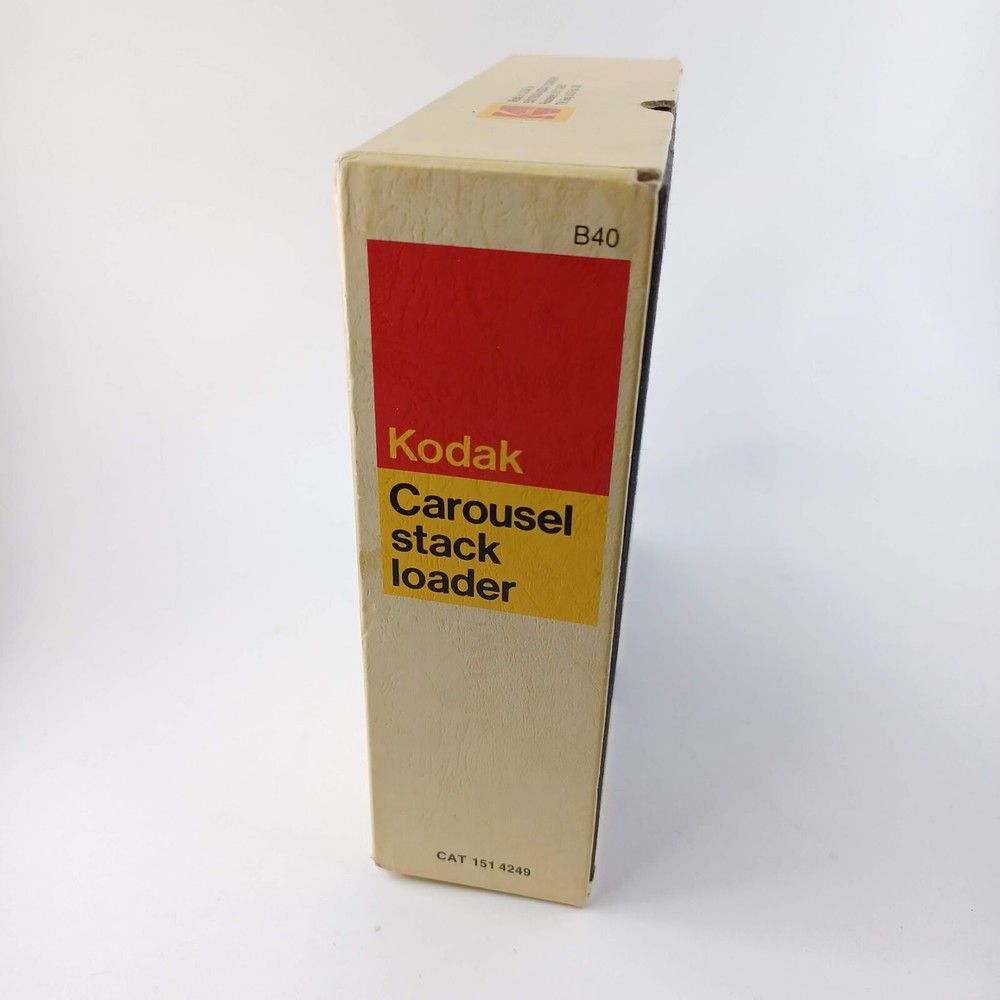 B40
Kodak
Carousel
stack
loader
CAT 151 4249